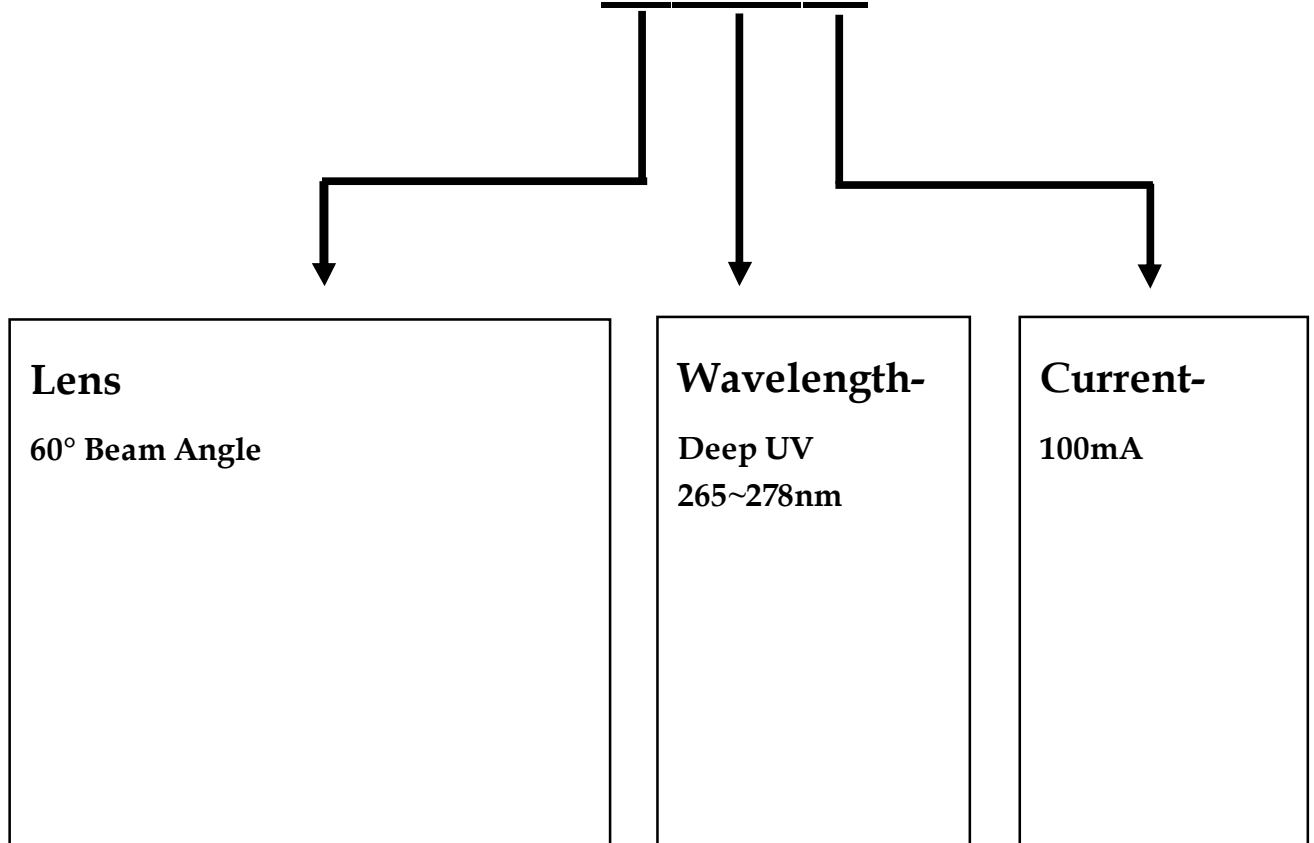 Lens
60° Beam Angle
Wavelength-
Deep UV
265~278nm
Current-
100mA